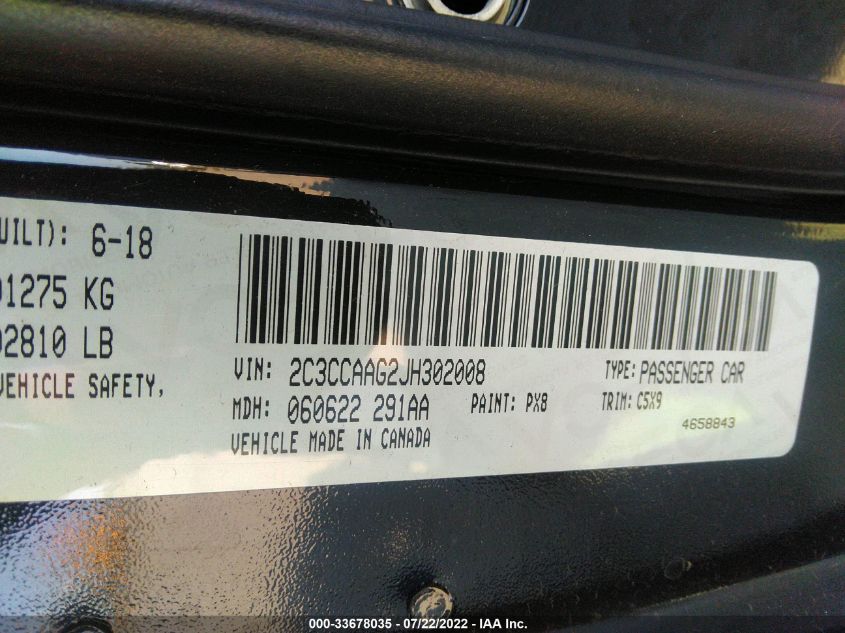 UILT): 6-18
01275 KG
02810 LB
VEHICLE SAFETY,
VIN: 2C3CCAAG2JH302008
TYPE: PASSENGER CAR
MDH: 060622 291AA
PAINT: PX8
TRIM: C5X9
VEHICLE MADE IN CANADA
4658843
000-33678035 - 07/22/2022 - IAA Inc.